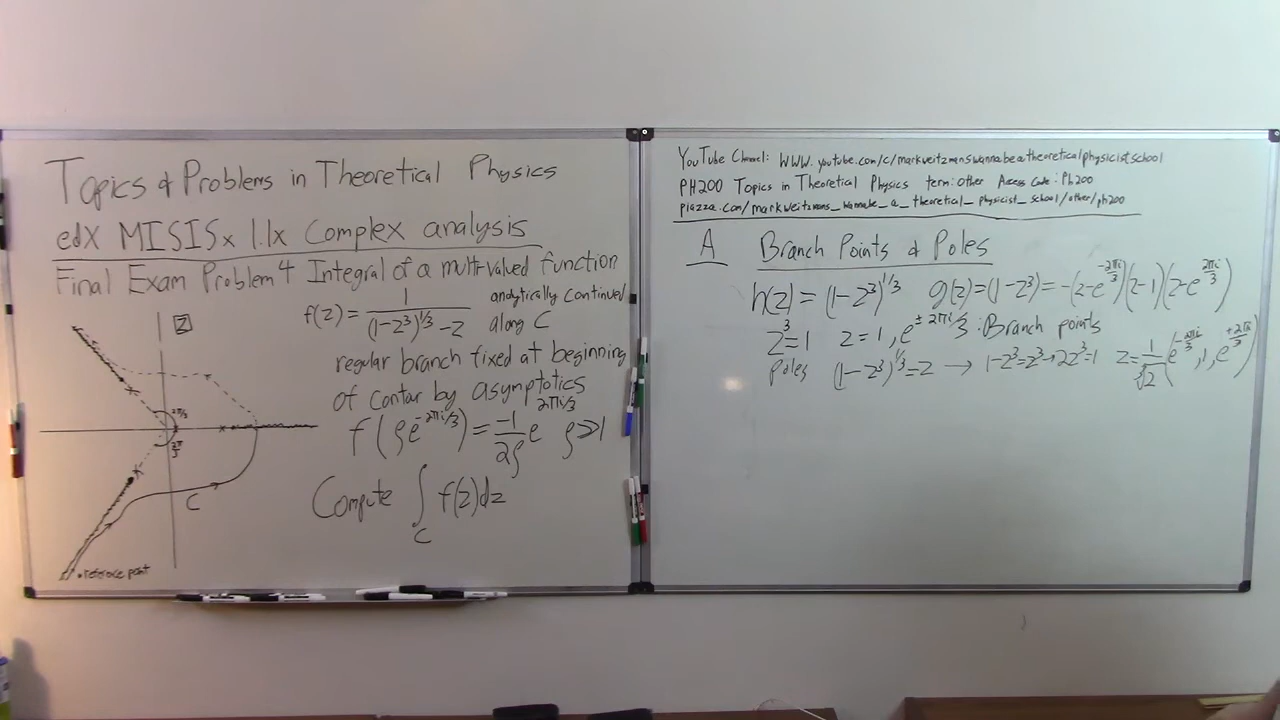 Topics & Problems in Theoretical Physics
edX MISISx 1.1x Complex analysis
Final Exam Problem 4 Integral of a multivalued function
f(z) = 1/((1-z³)^{1/3} - z) analytically continued
along C
regular branch fixed at beginning
of contor by asymptotics
f(ρe^{-2πi/3}) = -1/(2ρ) e^{2πi/3} ρ≫1
Compute ∫_C f(z)dz
z
2π/3
2π/3
C
reference point
YouTube Channel: WWW.youtube.com/c/markweitzmanswannabeatheoreticalphysicistschool
PH200 Topics in Theoretical Physics term: other Access Code: Ph200
piazza.com/markweitzmans_wannabe_a_theoretical_physicist_school/other/ph200
A Branch Points & Poles
h(z) = (1-z³)^{1/3} g(z) = (1-z³) = -(z-e^{-2πi/3})(z-1)(z-e^{2πi/3})
z³=1 z=1, e^{±2πi/3} : Branch points
Poles (1-z³)^{1/3} = z → 1-z³=z³→2z³=1 z = 1/∛2 (e^{-2πi/3}, 1, e^{+2πi/3})